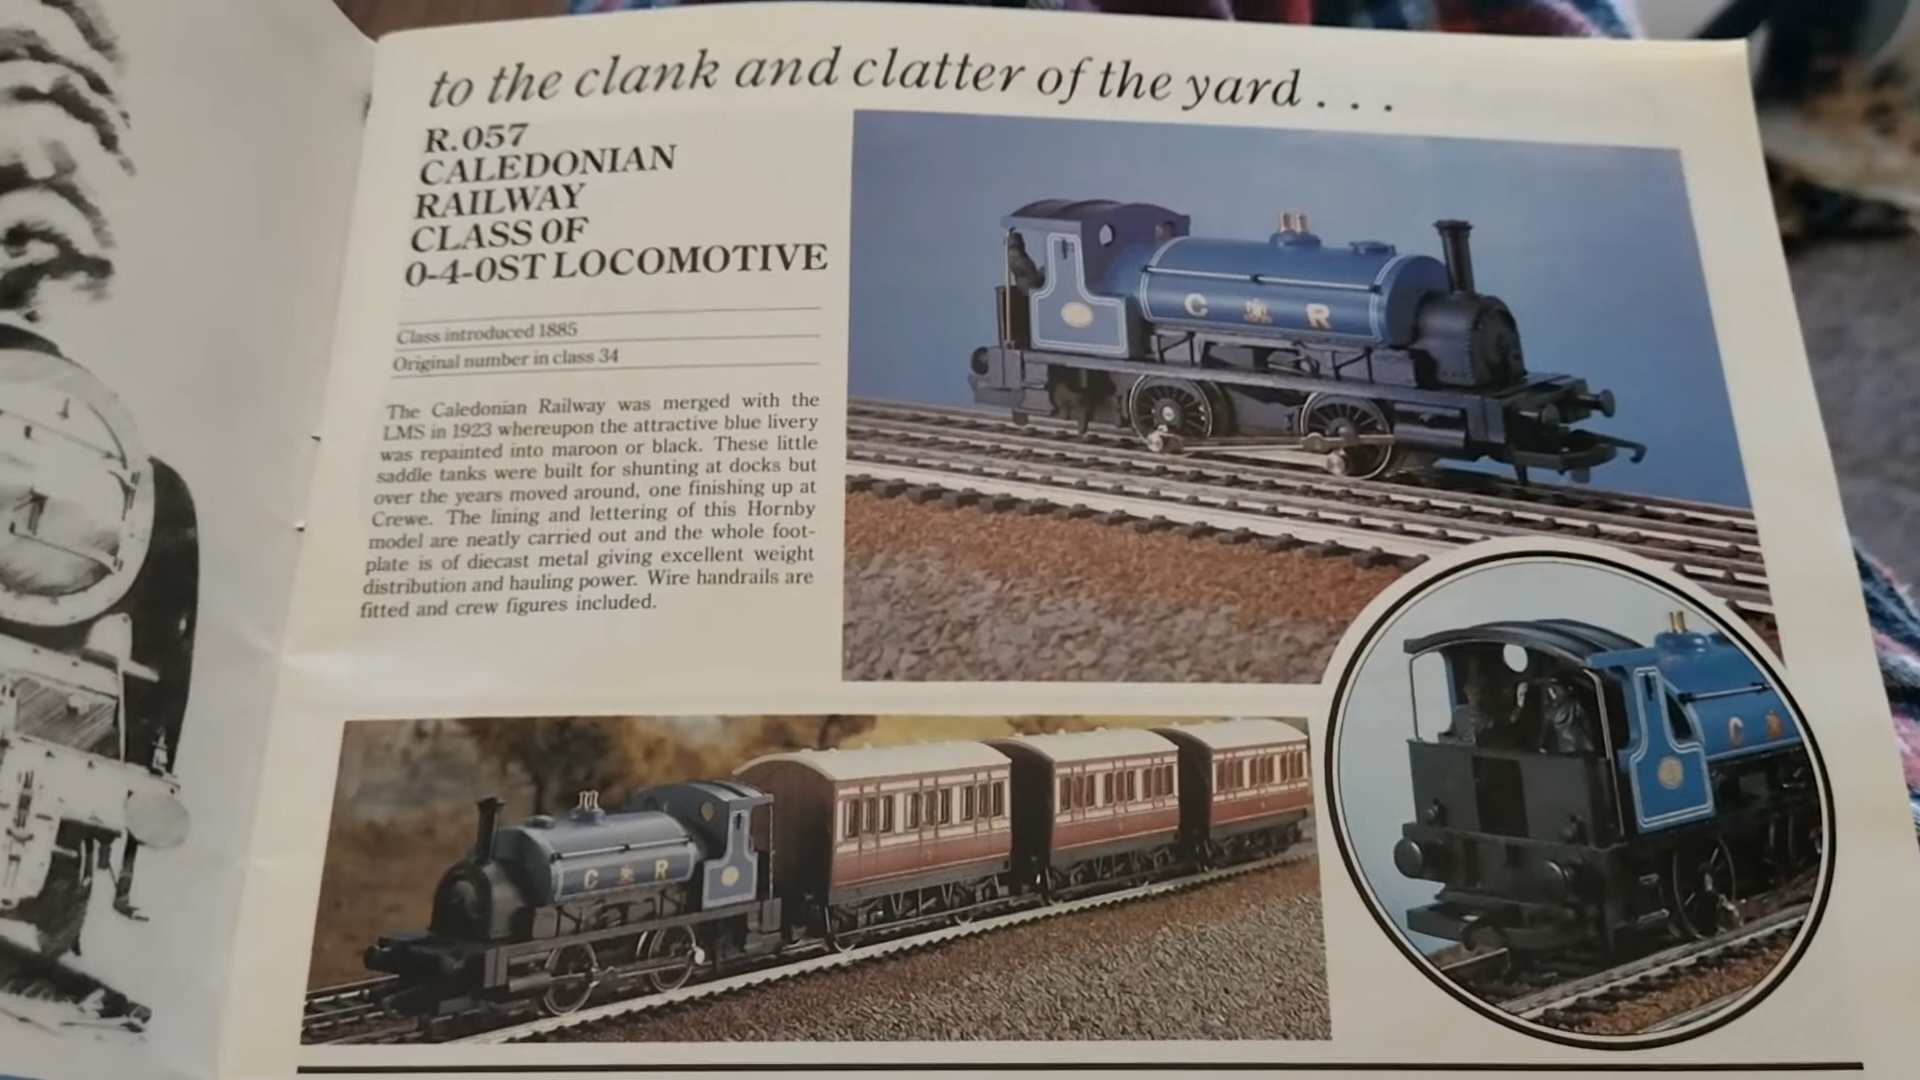 to the clank and clatter of the yard . . .
R.057
CALEDONIAN
RAILWAY
CLASS OF
0-4-0ST LOCOMOTIVE
Class introduced 1885
Original number in class 34
The Caledonian Railway was merged with the
LMS in 1923 whereupon the attractive blue livery
was repainted into maroon or black. These little
saddle tanks were built for shunting at docks but
over the years moved around, one finishing up at
Crewe. The lining and lettering of this Hornby
model are neatly carried out and the whole foot-
plate is of diecast metal giving excellent weight
distribution and hauling power. Wire handrails are
fitted and crew figures included.
C R
C R
C